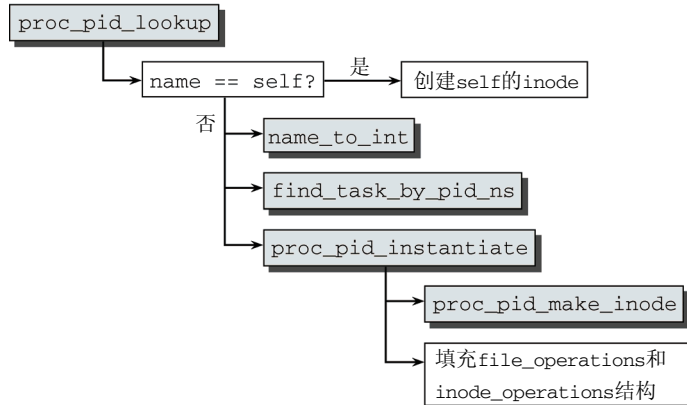 proc_pid_lookup
name == self?
是
创建self的inode
否
name_to_int
find_task_by_pid_ns
proc_pid_instantiate
proc_pid_make_inode
填充file_operations和
inode_operations结构